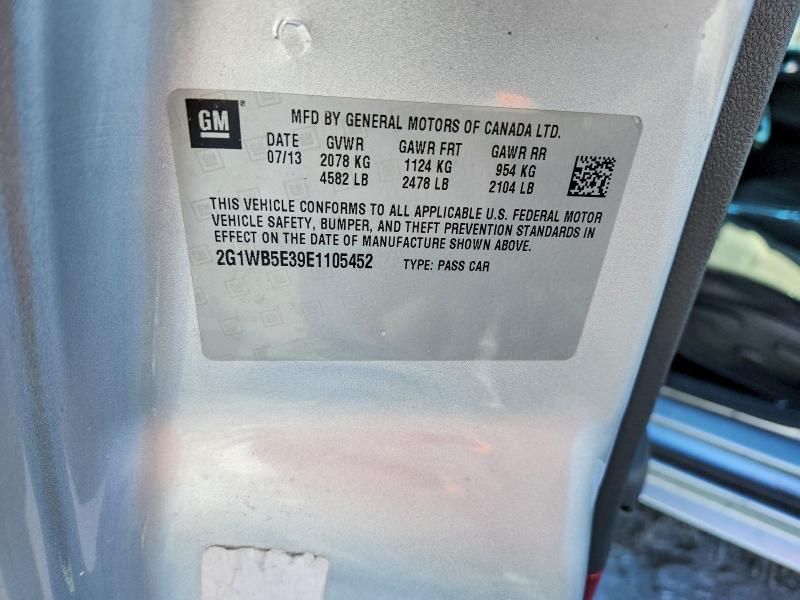 GM
MFD BY GENERAL MOTORS OF CANADA LTD.
DATE GVWR GAWR FRT GAWR RR
07/13 2078 KG 1124 KG 954 KG
4582 LB 2478 LB 2104 LB
THIS VEHICLE CONFORMS TO ALL APPLICABLE U.S. FEDERAL MOTOR
VEHICLE SAFETY, BUMPER, AND THEFT PREVENTION STANDARDS IN
EFFECT ON THE DATE OF MANUFACTURE SHOWN ABOVE.
2G1WB5E39E1105452 TYPE: PASS CAR